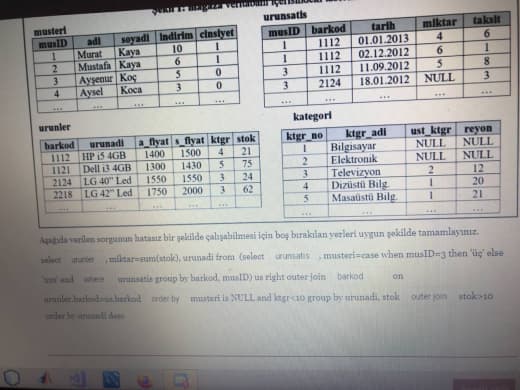 Şekil 1. Mağaza veritabanı içerisindeki
musteri
musID adi soyadi indirim cinsiyet
1 Murat Kaya 10 1
2 Mustafa Kaya 6 1
3 Ayşenur Koç 5 0
4 Aysel Koca 3 0
... ... ... ... ...
urunsatis
musID barkod tarih miktar taksit
1 1112 01.01.2013 4 6
1 1112 02.12.2012 6 1
3 1112 11.09.2012 5 8
3 2124 18.01.2012 NULL 3
... ... ... ... ...
urunler
barkod urunadi a_fiyat s_fiyat ktgr stok
1112 HP i5 4GB 1400 1500 4 21
1121 Dell i3 4GB 1300 1430 5 75
2124 LG 40" Led 1550 1550 3 24
2218 LG 42" Led 1750 2000 3 62
... ... ... ... ... ...
kategori
ktgr_no ktgr_adi ust_ktgr reyon
1 Bilgisayar NULL NULL
2 Elektronik NULL NULL
3 Televizyon 2 12
4 Dizüstü Bilg. 1 20
5 Masaüstü Bilg. 1 21
... ... ... ...
Aşağıda verilen sorgunun hatasız bir şekilde çalışabilmesi için boş bırakılan yerleri uygun şekilde tamamlayınız.
select urunler , miktar=sum(stok), urunadi from (select urunsatis , musteri=case when musID=3 then 'üç' else
end where urunsatis group by barkod, musID) us right outer join barkod on
urunler.barkod=us.barkod order by musteri is NULL and ktgr<10 group by urunadi, stok outer join stok>10
order by urunadi desc